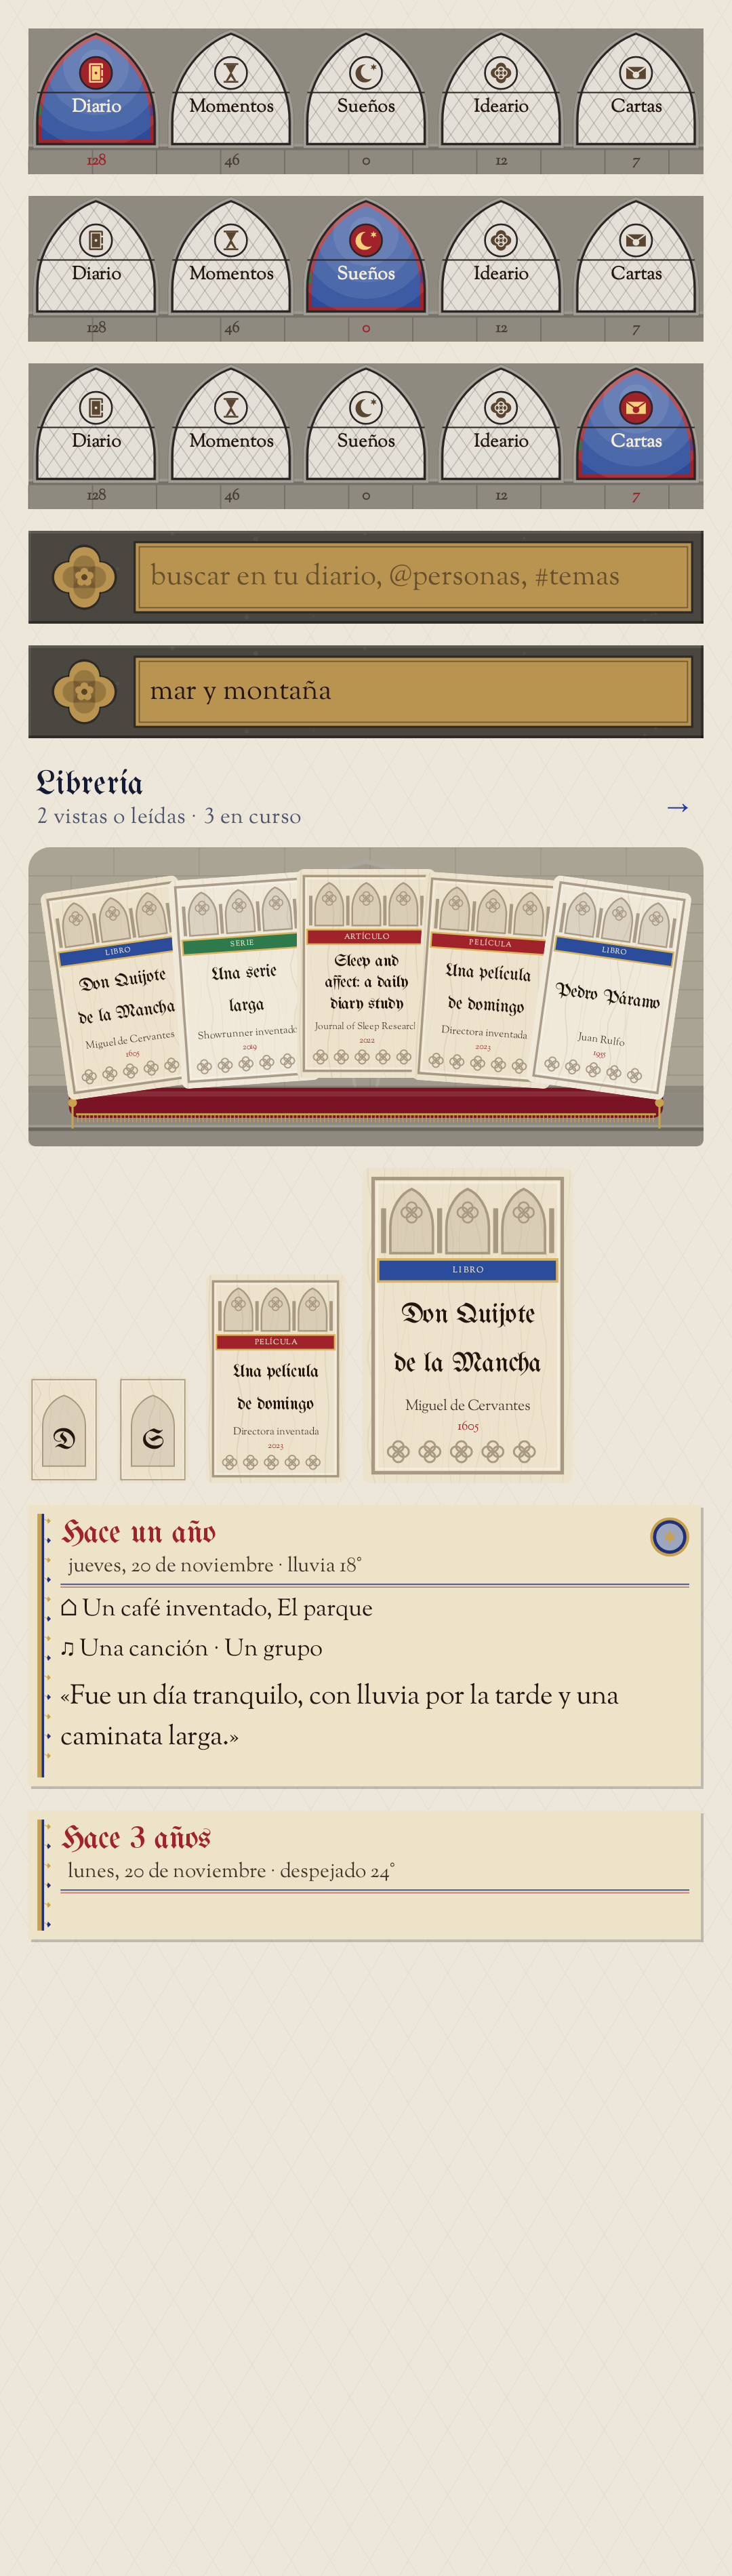 Diario Momentos Sueños Ideario Cartas
128 46 0 12 7
Diario Momentos Sueños Ideario Cartas
128 46 0 12 7
Diario Momentos Sueños Ideario Cartas
128 46 0 12 7
buscar en tu diario, @personas, #temas
mar y montaña
Librería
2 vistas o leídas · 3 en curso
→
LIBRO
Don Quijote
de la Mancha
Miguel de Cervantes
1605
SERIE
Una serie
larga
Showrunner inventado
2019
ARTÍCULO
Sleep and
affect: a daily
diary study
Journal of Sleep Research
2022
PELÍCULA
Una película
de domingo
Directora inventada
2023
LIBRO
Pedro Páramo
Juan Rulfo
1955
D
S
PELÍCULA
Una película
de domingo
Directora inventada
2023
LIBRO
Don Quijote
de la Mancha
Miguel de Cervantes
1605
Hace un año
jueves, 20 de noviembre · lluvia 18°
⌂ Un café inventado, El parque
♫ Una canción · Un grupo
«Fue un día tranquilo, con lluvia por la tarde y una
caminata larga.»
Hace 3 años
lunes, 20 de noviembre · despejado 24°